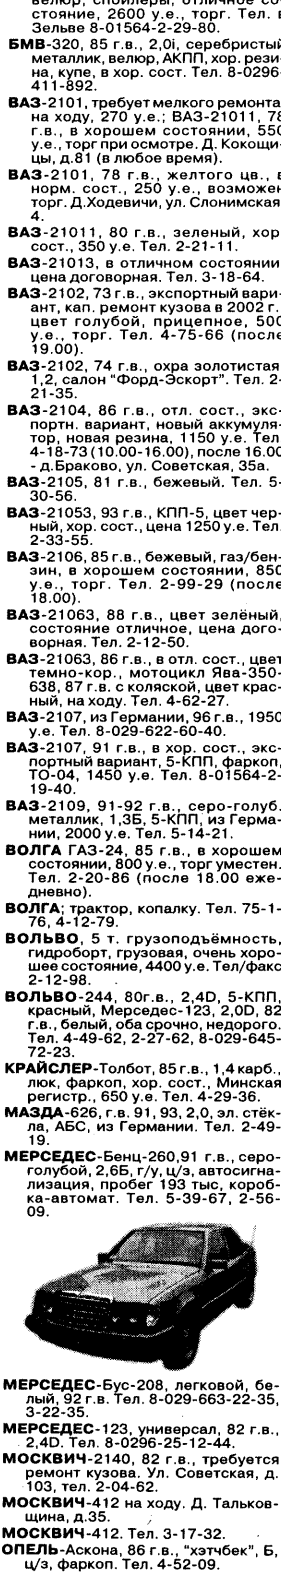 велюр, спойлеры, отличное со-
стояние, 2600 у.е., торг. Тел. в
Зельве 8-01564-2-29-80.
БМВ-320, 85 г.в., 2,0i, серебристый
металлик, велюр, АКПП, хор. рези-
на, купе, в хор. сост. Тел. 8-0296-
411-892.
ВАЗ-2101, требует мелкого ремонта,
на ходу, 270 у.е.; ВАЗ-21011, 78
г.в., в хорошем состоянии, 550
у.е., торг при осмотре. Д. Кокощи-
цы, д.81 (в любое время).
ВАЗ-2101, 78 г.в., желтого цв., в
норм. сост., 250 у.е., возможен
торг. Д.Ходевичи, ул. Слонимская,
4.
ВАЗ-21011, 80 г.в., зеленый, хор.
сост., 350 у.е. Тел. 2-21-11.
ВАЗ-21013, в отличном состоянии,
цена договорная. Тел. 3-18-64.
ВАЗ-2102, 73 г.в., экспортный вари-
ант, кап. ремонт кузова в 2002 г.,
цвет голубой, прицепное, 500
у.е., торг. Тел. 4-75-66 (после
19.00).
ВАЗ-2102, 74 г.в., охра золотистая,
1,2, салон "Форд-Эскорт". Тел. 2-
21-35.
ВАЗ-2104, 86 г.в., отл. сост., экс-
портн. вариант, новый аккумуля-
тор, новая резина, 1150 у.е. Тел.
4-18-73 (10.00-16.00), после 16.00
- д.Браково, ул. Советская, 35а.
ВАЗ-2105, 81 г.в., бежевый. Тел. 5-
30-56.
ВАЗ-21053, 93 г.в., КПП-5, цвет чер-
ный, хор. сост., цена 1250 у.е. Тел.
2-33-55.
ВАЗ-2106, 85 г.в., бежевый, газ/бен-
зин, в хорошем состоянии, 850
у.е., торг. Тел. 2-99-29 (после
18.00).
ВАЗ-21063, 88 г.в., цвет зелёный,
состояние отличное, цена дого-
ворная. Тел. 2-12-50.
ВАЗ-21063, 86 г.в., в отл. сост., цвет
темно-кор., мотоцикл Ява-350-
638, 87 г.в. с коляской, цвет крас-
ный, на ходу. Тел. 4-62-27.
ВАЗ-2107, из Германии, 96 г.в., 1950
у.е. Тел. 8-029-622-60-40.
ВАЗ-2107, 91 г.в., в хор. сост., экс-
портный вариант, 5-КПП, фаркоп,
ТО-04, 1450 у.е. Тел. 8-01564-2-
19-40.
ВАЗ-2109, 91-92 г.в., серо-голуб.
металлик, 1,3Б, 5-КПП, из Герма-
нии, 2000 у.е. Тел. 5-14-21.
ВОЛГА ГАЗ-24, 85 г.в., в хорошем
состоянии, 800 у.е., торг уместен.
Тел. 2-20-86 (после 18.00 еже-
дневно).
ВОЛГА; трактор, копалку. Тел. 75-1-
76, 4-12-79.
ВОЛЬВО, 5 т. грузоподъёмность,
гидроборт, грузовая, очень хоро-
шее состояние, 4400 у.е. Тел/факс
2-12-98.
ВОЛЬВО-244, 80г.в., 2,4D, 5-КПП,
красный, Мерседес-123, 2,0D, 82
г.в., белый, оба срочно, недорого.
Тел. 4-49-62, 2-27-62, 8-029-645-
72-23.
КРАЙСЛЕР-Толбот, 85 г.в., 1,4 карб.,
люк, фаркоп, хор. сост., Минская
регистр., 650 у.е. Тел. 4-29-36.
МАЗДА-626, г.в. 91, 93, 2,0, эл. стёк-
ла, АБС, из Германии. Тел. 2-49-
19.
МЕРСЕДЕС-Бенц-260,91 г.в., серо-
голубой, 2,6Б, г/у, ц/з, автосигна-
лизация, пробег 193 тыс, короб-
ка-автомат. Тел. 5-39-67, 2-56-
09.
МЕРСЕДЕС-Бус-208, легковой, бе-
лый, 92 г.в. Тел. 8-029-663-22-35,
3-22-35.
МЕРСЕДЕС-123, универсал, 82 г.в.,
2,4D. Тел. 8-0296-25-12-44.
МОСКВИЧ-2140, 82 г.в., требуется
ремонт кузова. Ул. Советская, д.
103, тел. 2-04-62.
МОСКВИЧ-412 на ходу. Д. Тальков-
щина, д.35.
МОСКВИЧ-412. Тел. 3-17-32.
ОПЕЛЬ-Аскона, 86 г.в., "хэтчбек", Б,
ц/з, фаркоп. Тел. 4-52-09.